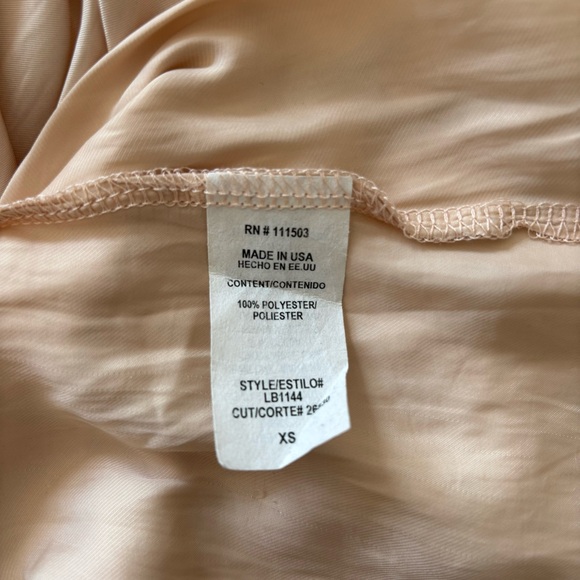 RN # 111503
MADE IN USA
HECHO EN EE.UU
CONTENT/CONTENIDO
100% POLYESTER/
POLIESTER
STYLE/ESTILO#
LB1144
CUT/CORTE#
XS